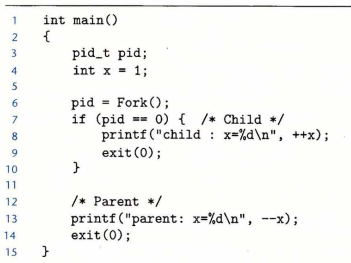 1 int main()
2 {
3 pid_t pid;
4 int x = 1;
5
6 pid = Fork();
7 if (pid == 0) { /* Child */
8 printf("child : x=%d\n", ++x);
9 exit(0);
10 }
11
12 /* Parent */
13 printf("parent: x=%d\n", --x);
14 exit(0);
15 }